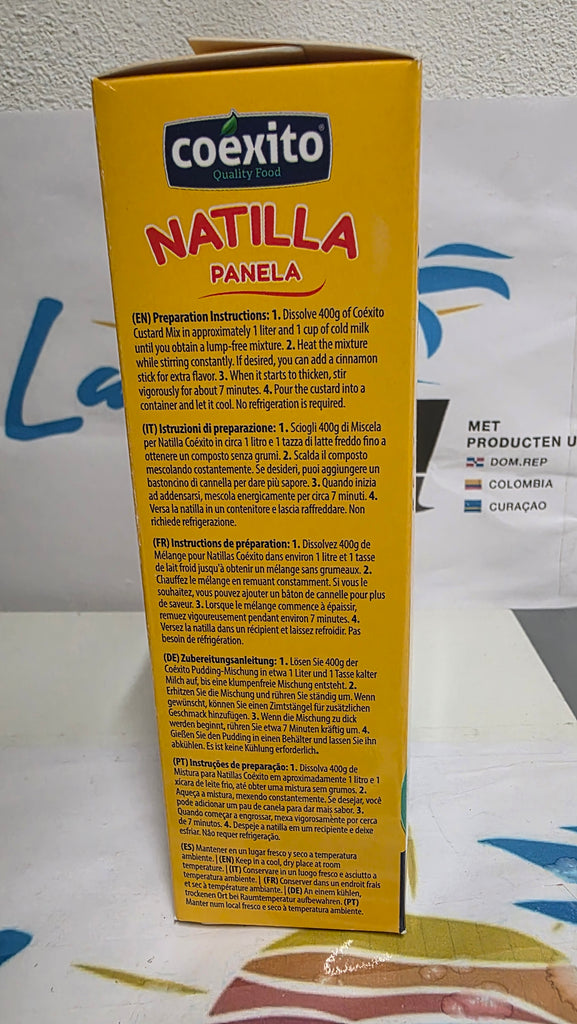 coéxito®
Quality Food
NATILLA
PANELA
(EN) Preparation Instructions: 1. Dissolve 400g of Coéxito
Custard Mix in approximately 1 liter and 1 cup of cold milk
until you obtain a lump-free mixture. 2. Heat the mixture
while stirring constantly. If desired, you can add a cinnamon
stick for extra flavor. 3. When it starts to thicken, stir
vigorously for about 7 minutes. 4. Pour the custard into a
container and let it cool. No refrigeration is required.
(IT) Istruzioni di preparazione: 1. Sciogli 400g di Miscela
per Natilla Coéxito in circa 1 litro e 1 tazza di latte freddo fino a
ottenere un composto senza grumi. 2. Scalda il composto
mescolando costantemente. Se desideri, puoi aggiungere un
bastoncino di cannella per dare più sapore. 3. Quando inizia
ad addensarsi, mescola energicamente per circa 7 minuti. 4.
Versa la natilla in un contenitore e lascia raffreddare. Non
richiede refrigerazione.
(FR) Instructions de préparation: 1. Dissolvez 400g de
Mélange pour Natillas Coéxito dans environ 1 litre et 1 tasse
de lait froid jusqu'à obtenir un mélange sans grumeaux. 2.
Chauffez le mélange en remuant constamment. Si vous le
souhaitez, vous pouvez ajouter un bâton de cannelle pour plus
de saveur. 3. Lorsque le mélange commence à épaissir,
remuez vigoureusement pendant environ 7 minutes. 4.
Versez la natilla dans un récipient et laissez refroidir. Pas
besoin de réfrigération.
(DE) Zubereitungsanleitung: 1. Lösen Sie 400g der
Coéxito Pudding-Mischung in etwa 1 Liter und 1 Tasse kalter
Milch auf, bis eine klumpenfreie Mischung entsteht. 2.
Erhitzen Sie die Mischung und rühren Sie ständig um. Wenn
gewünscht, können Sie einen Zimtstängel für zusätzlichen
Geschmack hinzufügen. 3. Wenn die Mischung zu dick
werden beginnt, rühren Sie etwa 7 Minuten kräftig um. 4.
Gießen Sie den Pudding in einen Behälter und lassen Sie ihn
abkühlen. Es ist keine Kühlung erforderlich.
(PT) Instruções de preparação: 1. Dissolva 400g de
Mistura para Natillas Coéxito em aproximadamente 1 litro e 1
xícara de leite frio, até obter uma mistura sem grumos. 2.
Aqueça a mistura, mexendo constantemente. Se desejar, você
pode adicionar um pau de canela para dar mais sabor. 3.
Quando começar a engrossar, mexa vigorosamente por cerca
de 7 minutos. 4. Despeje a natilla em um recipiente e deixe
esfriar. Não requer refrigeração.
(ES) Mantener en un lugar fresco y seco a temperatura
ambiente. | (EN) Keep in a cool, dry place at room
temperature. | (IT) Conservare in un luogo fresco e asciutto a
temperatura ambiente. | (FR) Conserver dans un endroit frais
et sec à température ambiante. | (DE) An einem kühlen,
trockenen Ort bei Raumtemperatur aufbewahren. (PT)
Manter num local fresco e seco à temperatura ambiente.
La
MET
PRODUCTEN U
DOM.REP
COLOMBIA
CURAÇAO